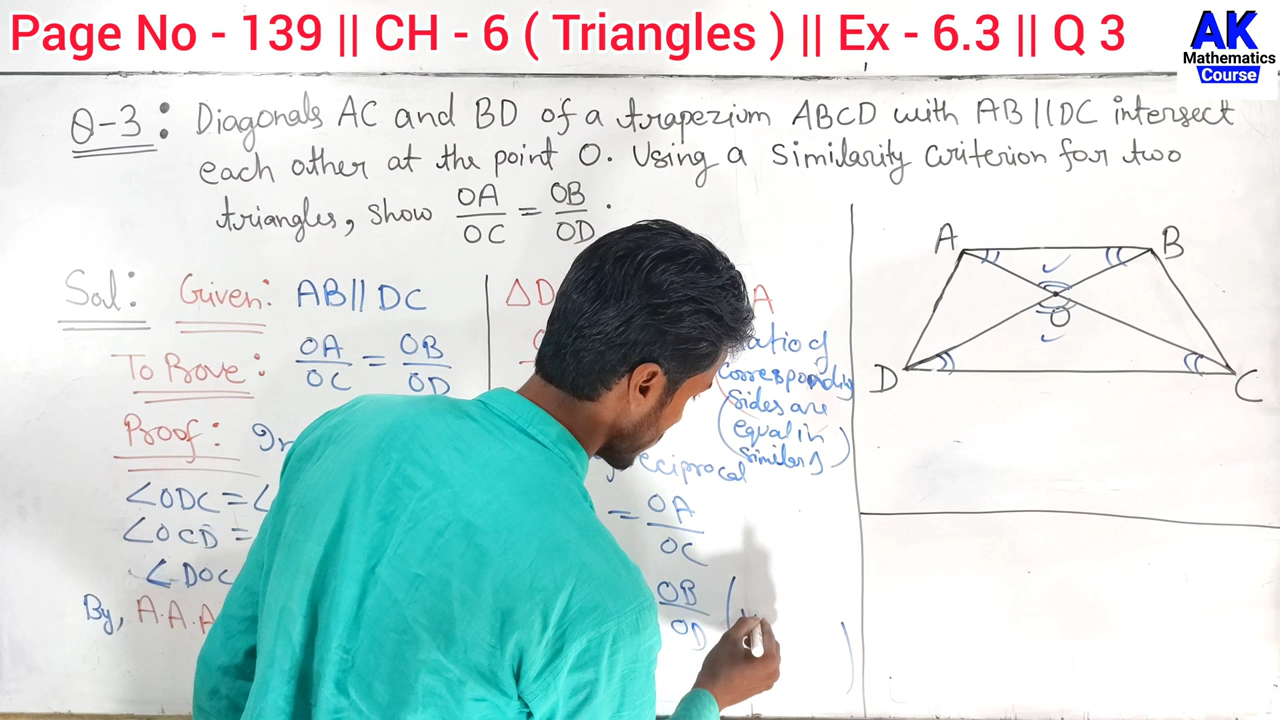 Page No - 139 || CH - 6 ( Triangles ) || Ex - 6.3 || Q 3
AK
Mathematics
Course
Q-3: Diagonals AC and BD of a trapezium ABCD with AB||DC intersect
each other at the point O. Using a similarity criterion for two
triangles, show OA/OC = OB/OD.
Sol: Given: AB||DC
To Prove: OA/OC = OB/OD
Proof: In
∠ODC = ∠
∠OCD =
∠DOC
By, A.A.A
ΔD
A
corresponding
sides are
equal in
similar
reciprocal
= OA/OC
OB/OD (
A
B
O
D
C